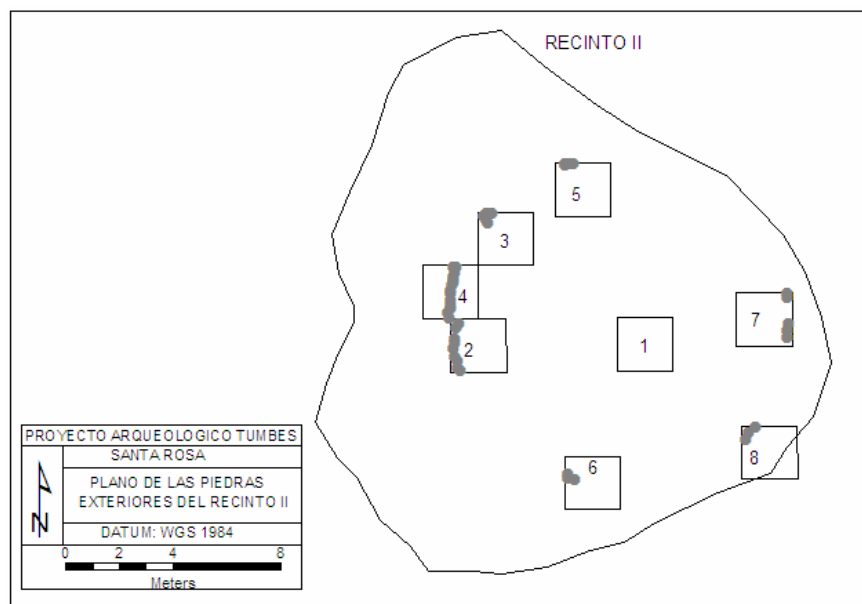 RECINTO II
5
3
4
7
2
1
8
6
PROYECTO ARQUEOLOGICO TUMBES
SANTA ROSA
PLANO DE LAS PIEDRAS
EXTERIORES DEL RECINTO II
N
DATUM: WGS 1984
0 2 4 8
Meters